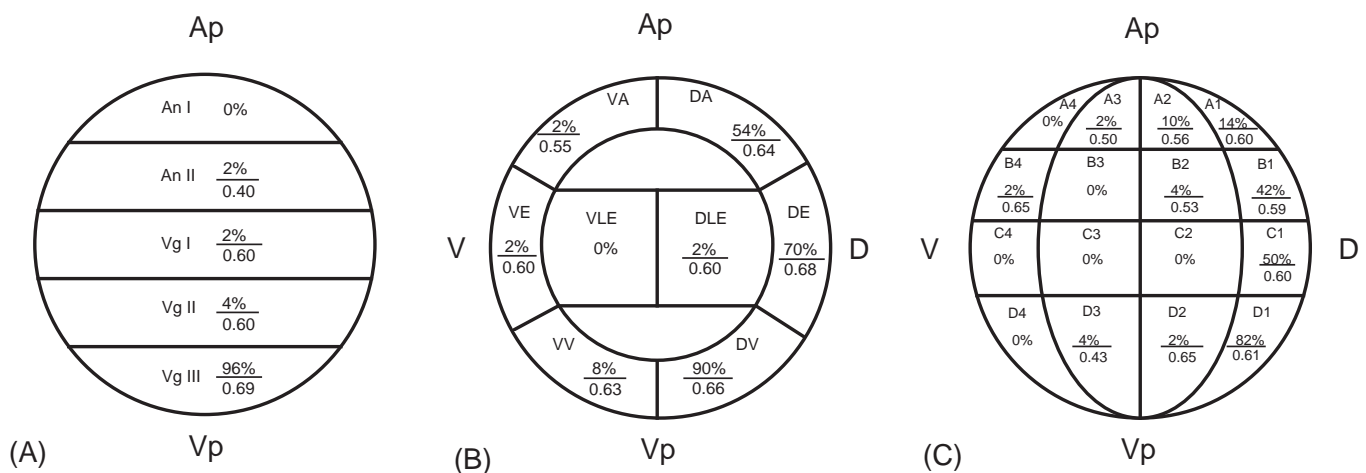 Ap
An I 0%
An II 2%
0.40
Vg I 2%
0.60
Vg II 4%
0.60
Vg III 96%
0.69
(A)
Vp
Ap
VA DA
2% 54%
0.55 0.64
V
VE VLE DLE DE
2% 0% 2% 70%
0.60 0.60 0.68
D
VV DV
8% 90%
0.63 0.66
(B)
Vp
Ap
A4 A3 A2 A1
0% 2% 10% 14%
0.50 0.56 0.60
B4 B3 B2 B1
2% 0% 4% 42%
0.65 0.53 0.59
V
C4 C3 C2 C1
0% 0% 0% 50%
0.60
D
D4 D3 D2 D1
0% 4% 2% 82%
0.43 0.65 0.61
(C)
Vp